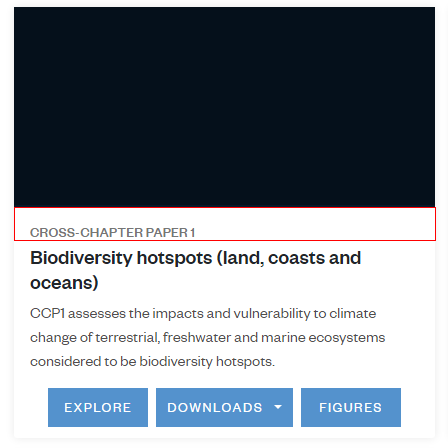 CROSS-CHAPTER PAPER 1
Biodiversity hotspots (land, coasts and
oceans)
CCP1 assesses the impacts and vulnerability to climate
change of terrestrial, freshwater and marine ecosystems
considered to be biodiversity hotspots.
EXPLORE DOWNLOADS FIGURES